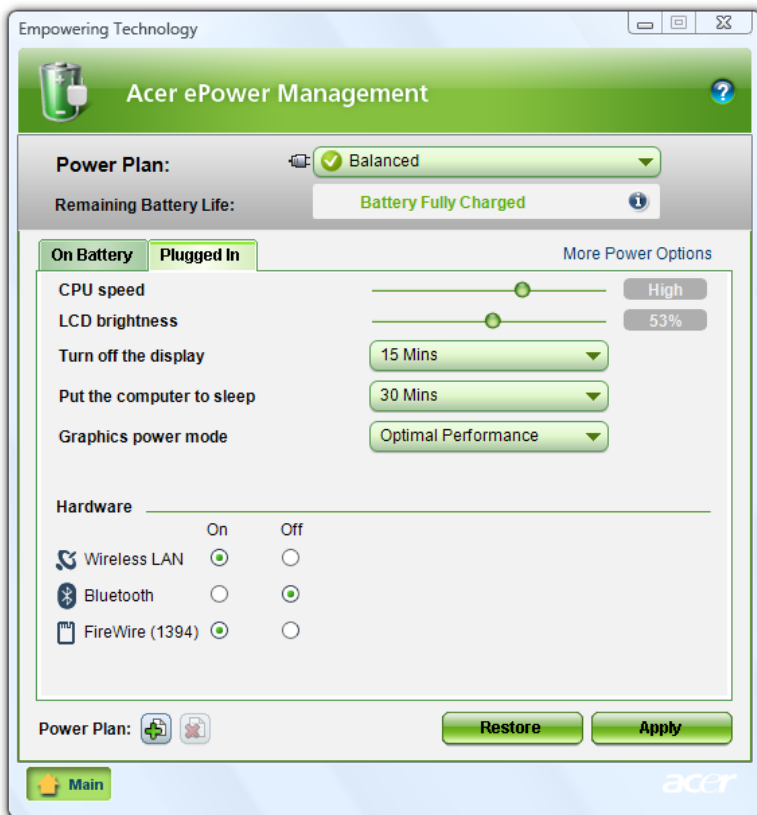 Empowering Technology
Acer ePower Management
Power Plan: Balanced
Remaining Battery Life: Battery Fully Charged
On Battery Plugged In More Power Options
CPU speed High
LCD brightness 53%
Turn off the display 15 Mins
Put the computer to sleep 30 Mins
Graphics power mode Optimal Performance
Hardware
On Off
Wireless LAN
Bluetooth
FireWire (1394)
Power Plan: Restore Apply
Main acer